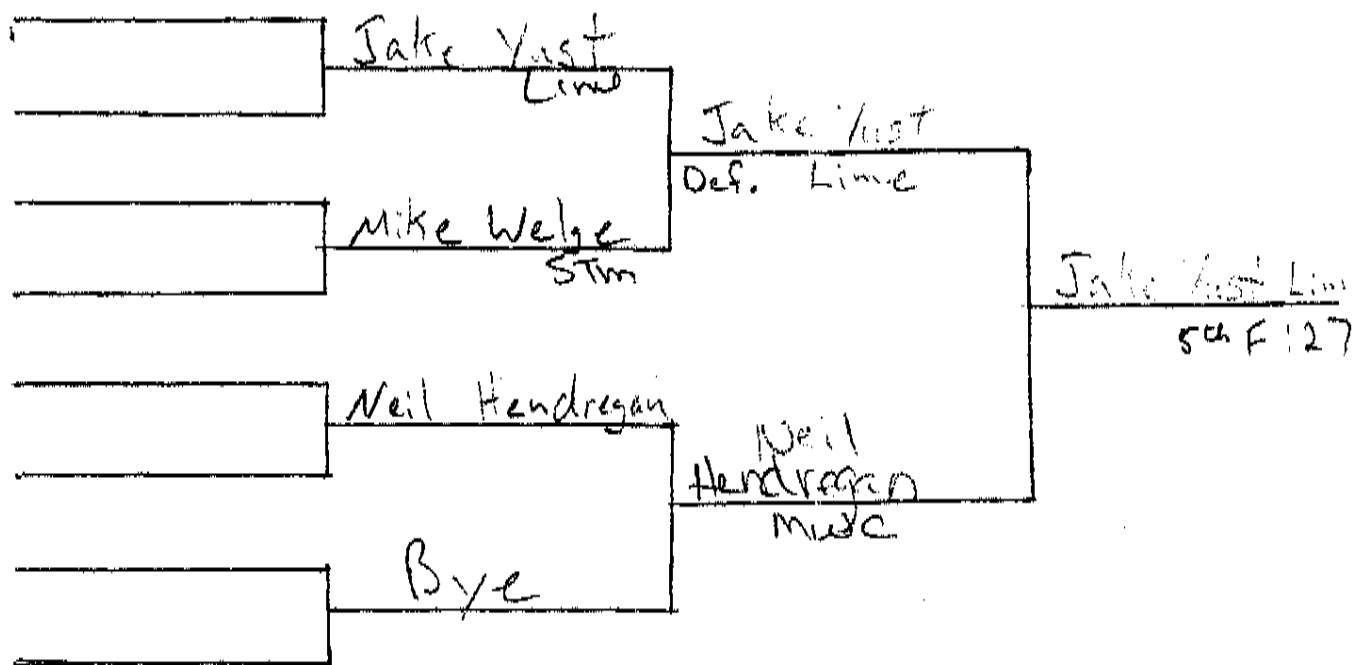 Jake Yust
Lime
Jake Yust
Def. Lime
Mike Welge
STM
Jake Yust Lim
5th F :27
Neil Hendregan
Neil
Hendregan
Musc
Bye